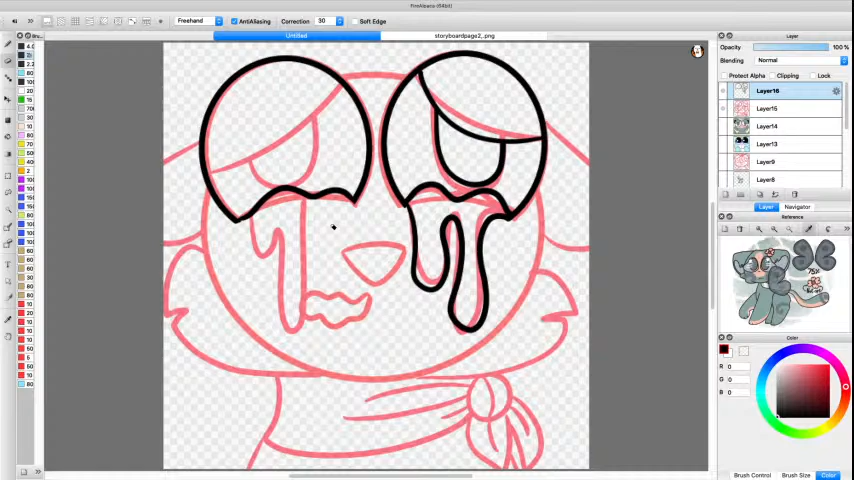 FireAlpaca (64bit)
Freehand
AntiAliasing
Correction
30
Soft Edge
Untitled
storyboardpage2_.png
Layer
Opacity
100 %
Blending
Normal
Protect Alpha
Clipping
Lock
Layer16
Layer15
Layer14
Layer13
Layer9
Layer8
Layer
Navigator
Reference
Color
R
0
G
0
B
0
Brush Control
Brush Size
Color